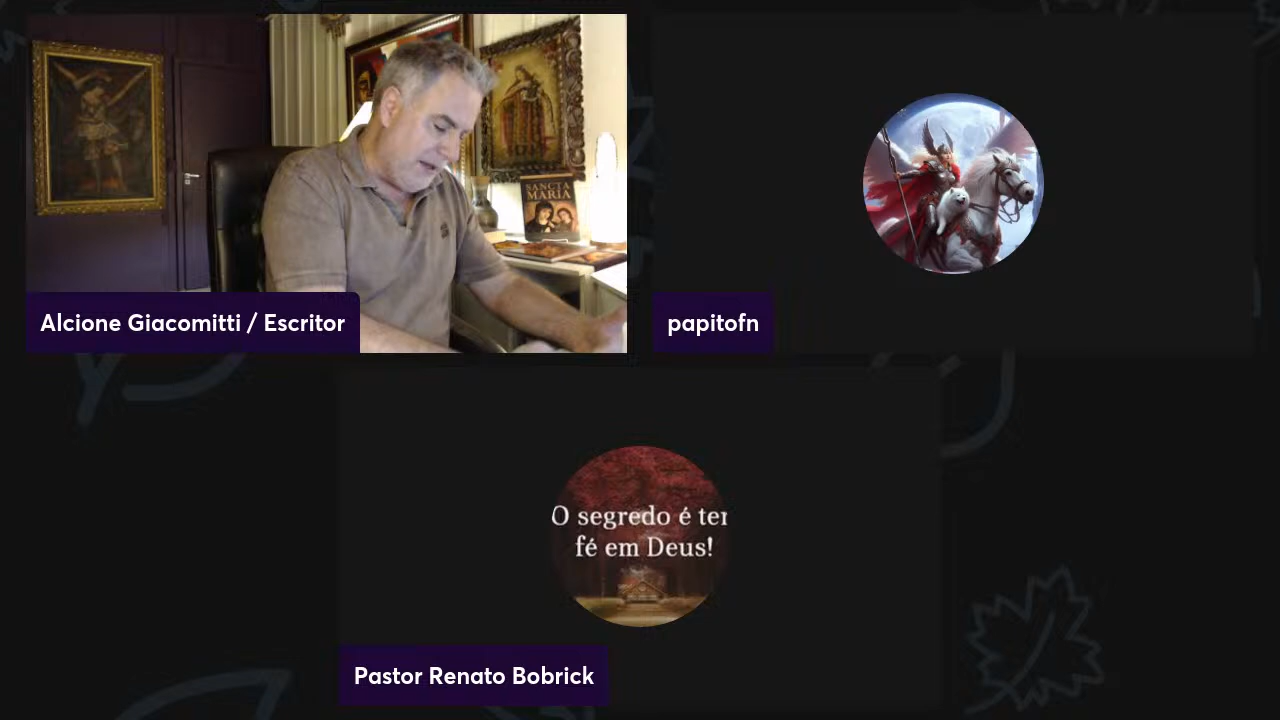 SANCTA
MARIA
Alcione Giacomitti / Escritor
papitofn
O segredo é ter
fé em Deus!
Pastor Renato Bobrick